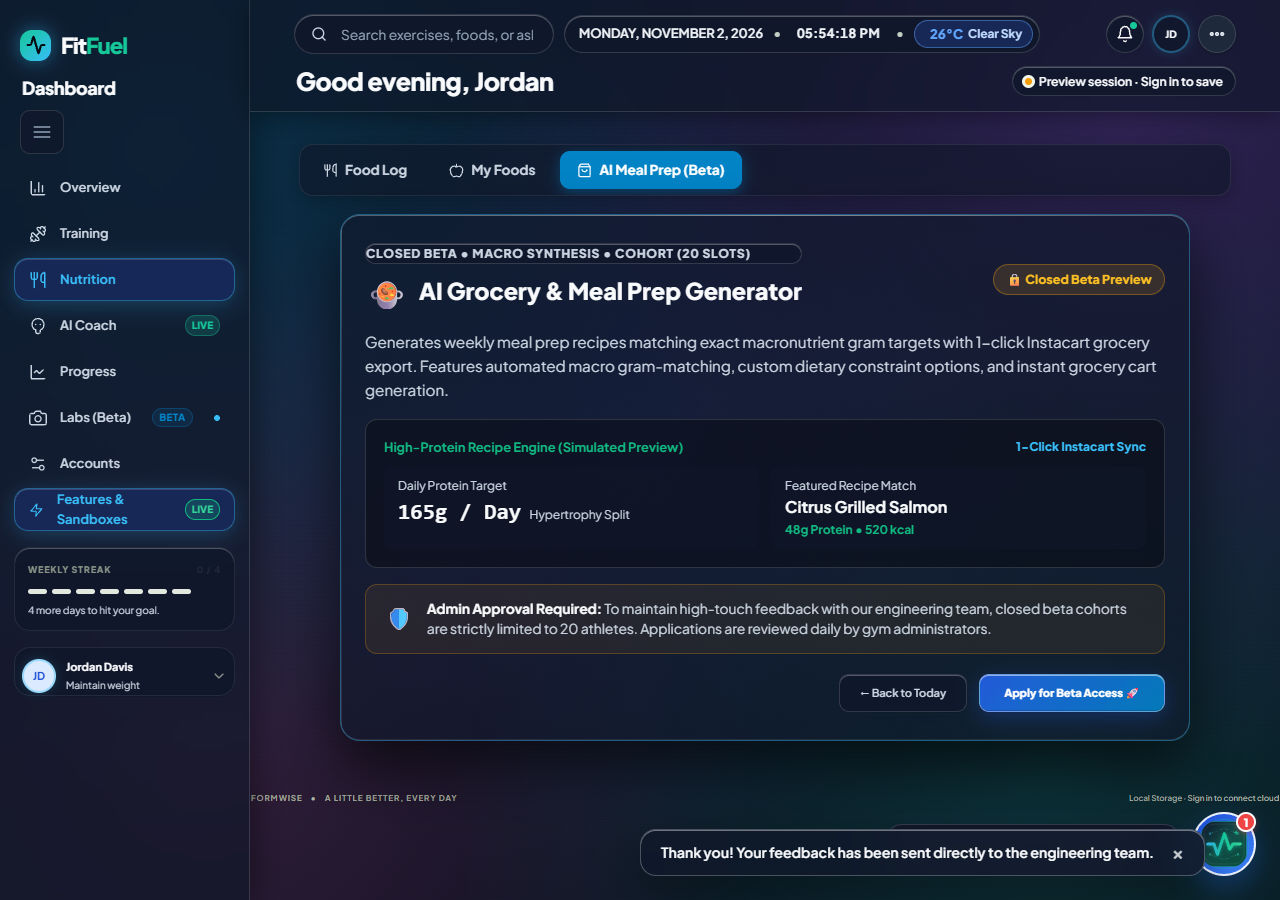 FitFuel
Dashboard
Overview
Training
Nutrition
AI Coach LIVE
Progress
Labs (Beta) BETA
Accounts
Features &
Sandboxes
LIVE
WEEKLY STREAK 0 / 4
4 more days to hit your goal.
JD
Jordan Davis
Maintain weight
Search exercises, foods, or asl
MONDAY, NOVEMBER 2, 2026 ● 05:54:18 PM ● 26°C Clear Sky
JD
Good evening, Jordan
Preview session · Sign in to save
Food Log
My Foods
AI Meal Prep (Beta)
CLOSED BETA ● MACRO SYNTHESIS ● COHORT (20 SLOTS)
AI Grocery & Meal Prep Generator
Closed Beta Preview
Generates weekly meal prep recipes matching exact macronutrient gram targets with 1-click Instacart grocery
export. Features automated macro gram-matching, custom dietary constraint options, and instant grocery cart
generation.
High-Protein Recipe Engine (Simulated Preview)
1-Click Instacart Sync
Daily Protein Target
165g / Day Hypertrophy Split
Featured Recipe Match
Citrus Grilled Salmon
48g Protein ● 520 kcal
Admin Approval Required: To maintain high-touch feedback with our engineering team, closed beta cohorts
are strictly limited to 20 athletes. Applications are reviewed daily by gym administrators.
← Back to Today
Apply for Beta Access 🚀
FORMWISE ● A LITTLE BETTER, EVERY DAY
Local Storage · Sign in to connect cloud
Thank you! Your feedback has been sent directly to the engineering team. ×
1